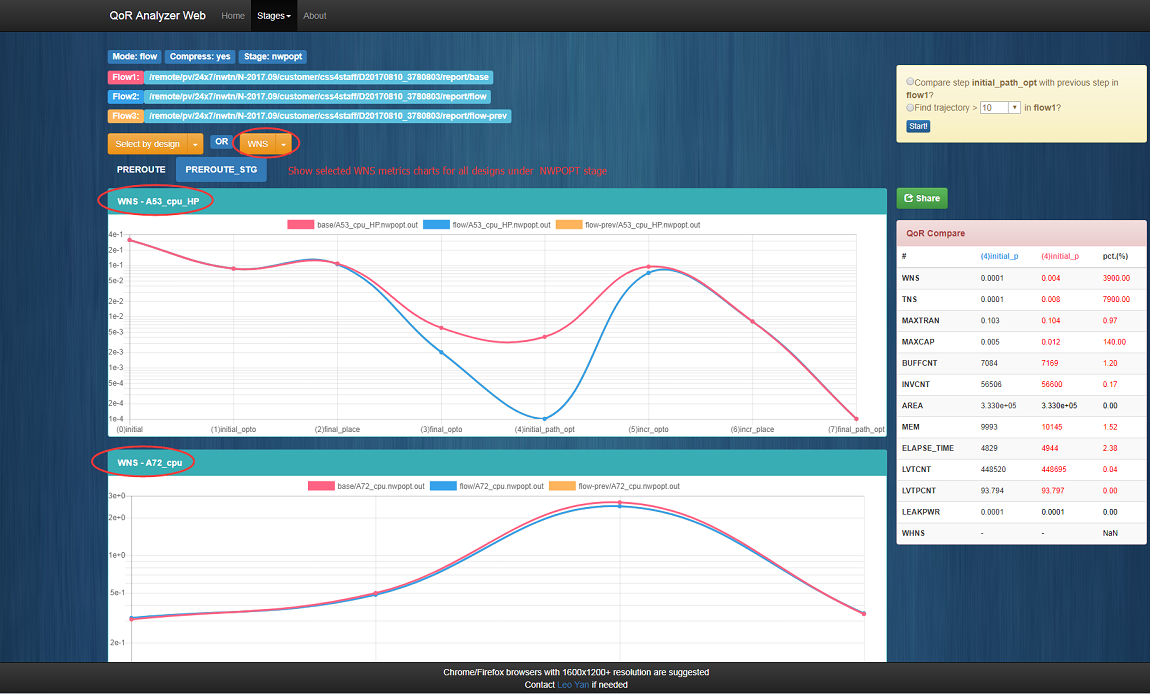 QoR Analyzer Web Home Stages About
Mode: flow Compress: yes Stage: nwpopt
Flow1: /remote/pv/24x7/nwtn/N-2017.09/customer/css4staff/D20170810_3780803/report/base
Flow2: /remote/pv/24x7/nwtn/N-2017.09/customer/css4staff/D20170810_3780803/report/flow
Flow3: /remote/pv/24x7/nwtn/N-2017.09/customer/css4staff/D20170810_3780803/report/flow-prev
Select by design OR WNS
PREROUTE PREROUTE_STG Show selected WNS metrics charts for all designs under NWPOPT stage
WNS - A53_cpu_HP
base/A53_cpu_HP.nwpopt.out flow/A53_cpu_HP.nwpopt.out flow-prev/A53_cpu_HP.nwpopt.out
4e-1
2e-1
1e-1
5e-2
2e-2
1e-2
5e-3
2e-3
1e-3
5e-4
2e-4
1e-4
(0)initial (1)initial_opto (2)final_place (3)final_opto (4)initial_path_opt (5)incr_opto (6)incr_place (7)final_path_opt
WNS - A72_cpu
base/A72_cpu.nwpopt.out flow/A72_cpu.nwpopt.out flow-prev/A72_cpu.nwpopt.out
3e+0
2e+0
1e+0
5e-1
2e-1
Compare step initial_path_opt with previous step in
flow1?
Find trajectory > 10 in flow1?
Start!
Share
QoR Compare
# (4)initial_p (4)initial_p pct.(%)
WNS 0.0001 0.004 3900.00
TNS 0.0001 0.008 7900.00
MAXTRAN 0.103 0.104 0.97
MAXCAP 0.005 0.012 140.00
BUFFCNT 7084 7169 1.20
INVCNT 56506 56600 0.17
AREA 3.330e+05 3.330e+05 0.00
MEM 9993 10145 1.52
ELAPSE_TIME 4829 4944 2.38
LVTCNT 448520 448695 0.04
LVTPCNT 93.794 93.797 0.00
LEAKPWR 0.0001 0.0001 0.00
WHNS - - NaN
Chrome/Firefox browsers with 1600x1200+ resolution are suggested
Contact Leo Yan if needed